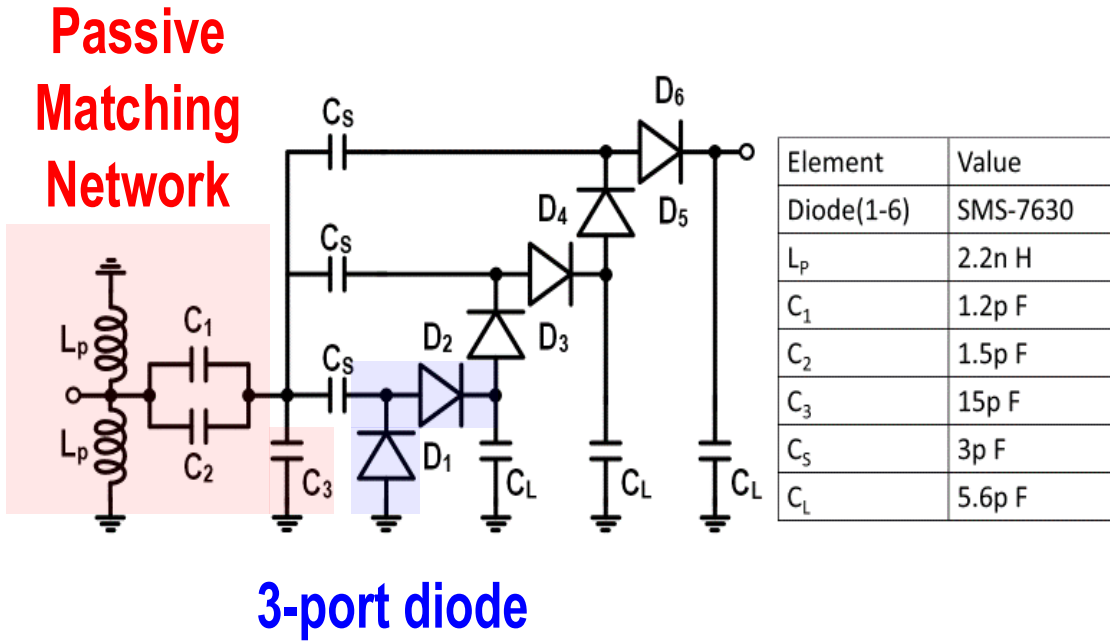 Passive
Matching
Network
Cs
Cs
Cs
Lp
Lp
C1
C2
C3
D1
D2
D3
D4
D5
D6
CL
CL
CL
3-port diode
Element Value
Diode(1-6) SMS-7630
LP 2.2n H
C1 1.2p F
C2 1.5p F
C3 15p F
CS 3p F
CL 5.6p F